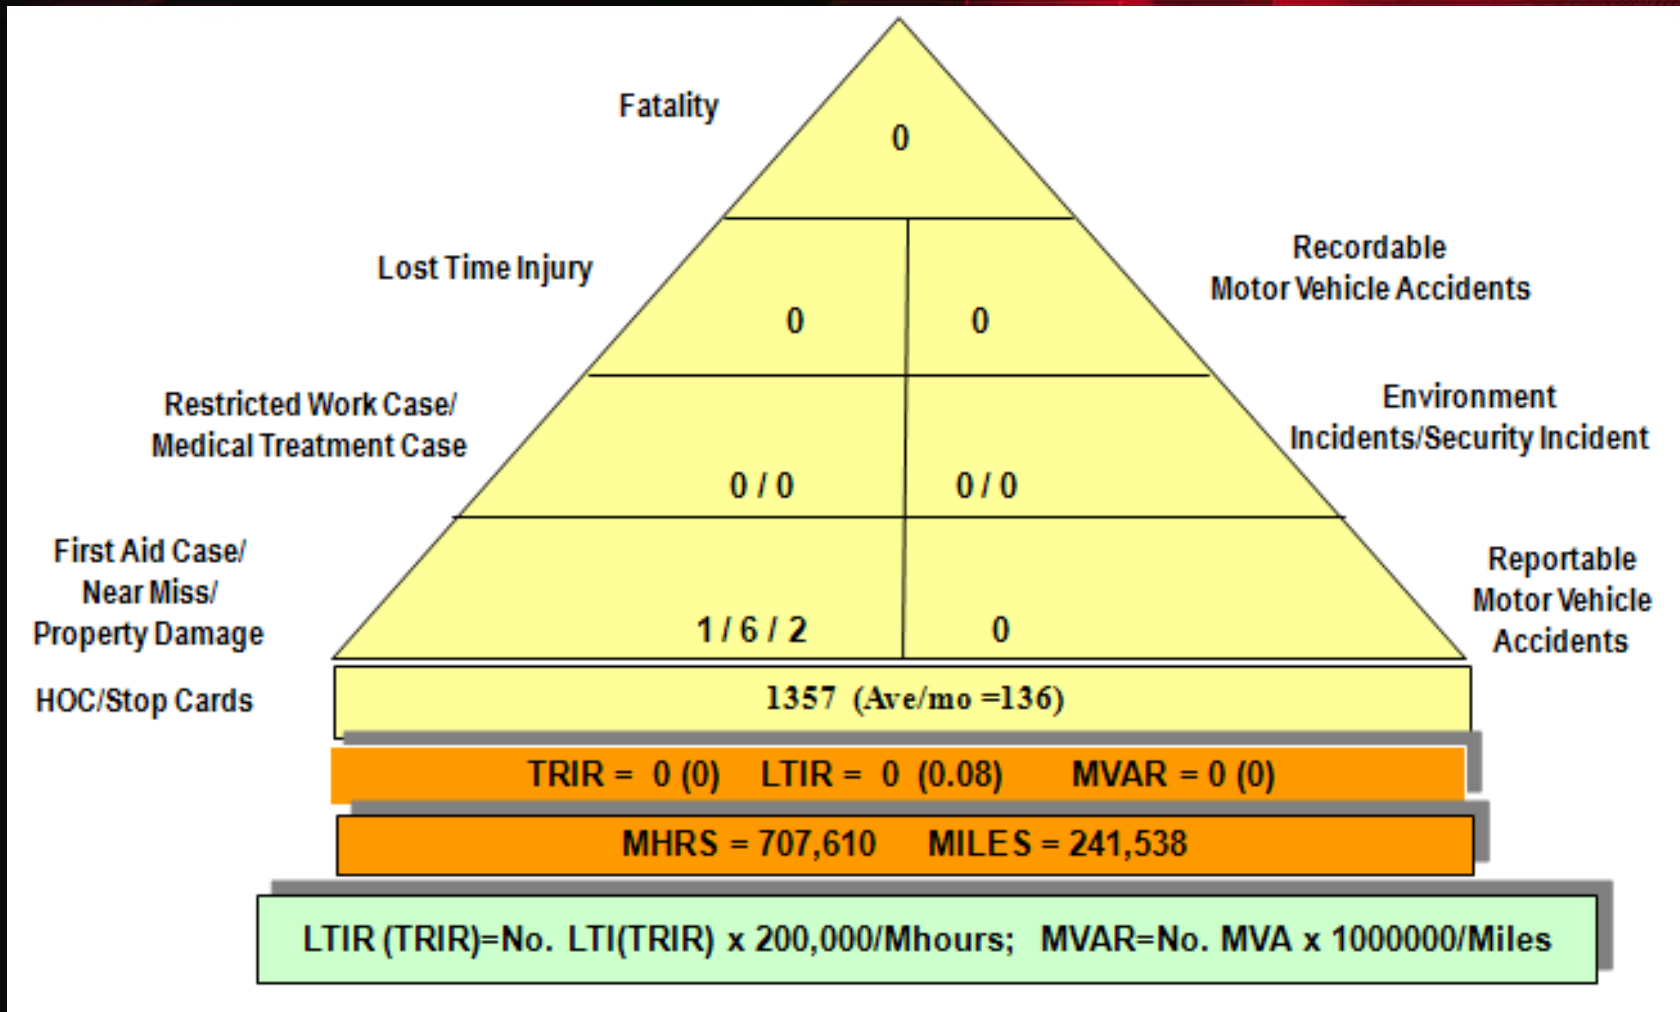 Fatality
0
Lost Time Injury
Recordable
Motor Vehicle Accidents
0 0
Restricted Work Case/
Medical Treatment Case
Environment
Incidents/Security Incident
0 / 0 0 / 0
First Aid Case/
Near Miss/
Property Damage
1 / 6 / 2 0
Reportable
Motor Vehicle
Accidents
HOC/Stop Cards
1357 (Ave/mo =136)
TRIR = 0 (0) LTIR = 0 (0.08) MVAR = 0 (0)
MHRS = 707,610 MILES = 241,538
LTIR (TRIR)=No. LTI(TRIR) x 200,000/Mhours; MVAR=No. MVA x 1000000/Miles